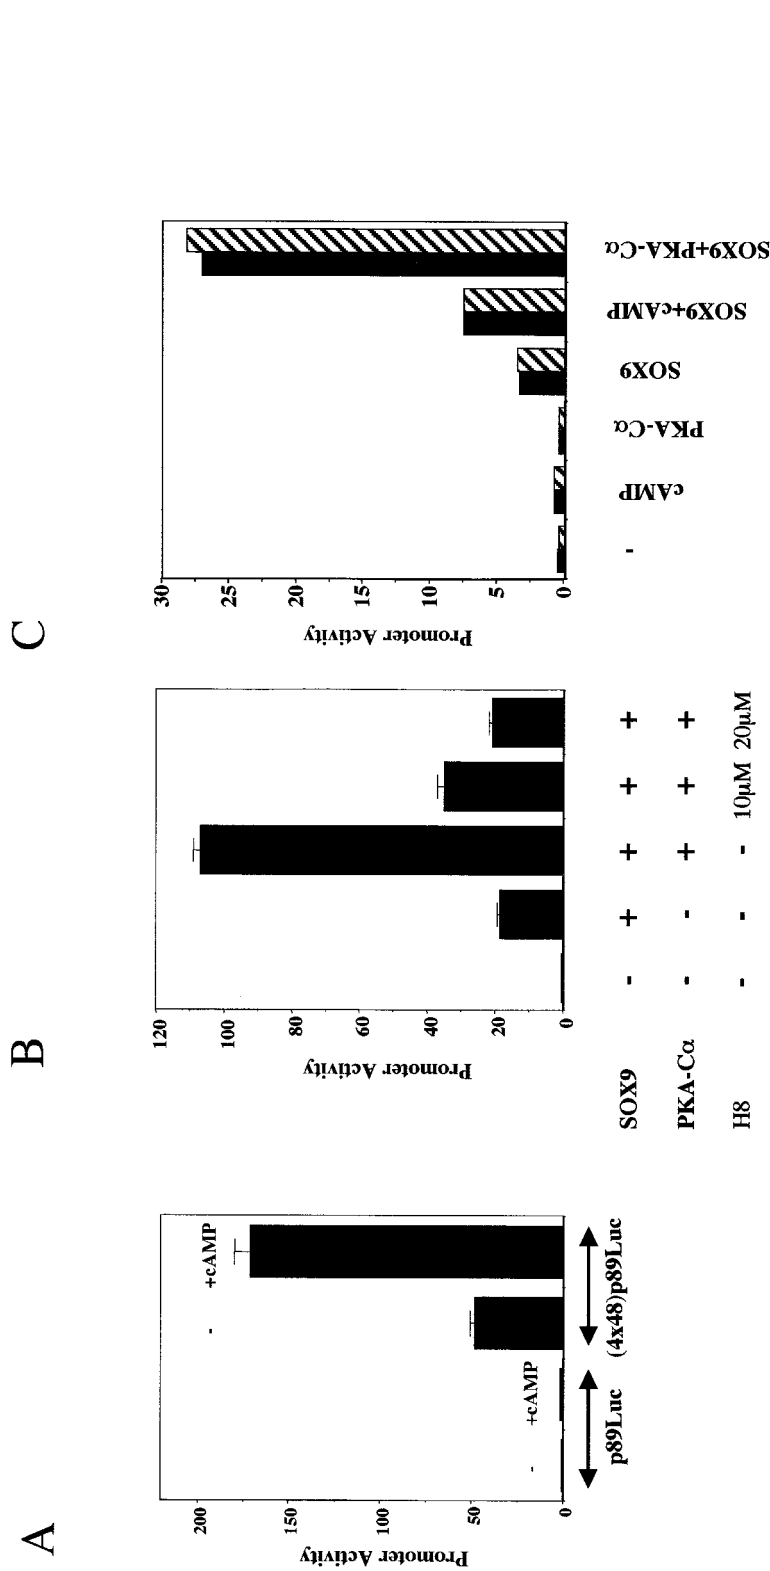 A
Promoter Activity
200
150
100
50
0
-
+cAMP
-
+cAMP
p89Luc
(4x48)p89Luc
B
Promoter Activity
120
100
80
60
40
20
0
SOX9 - + + + +
PKA-Cα - - + + +
H8 - - - 10μM 20μM
C
Promoter Activity
30
25
20
15
10
5
0
-
cAMP
PKA-Cα
SOX9
SOX9+cAMP
SOX9+PKA-Cα